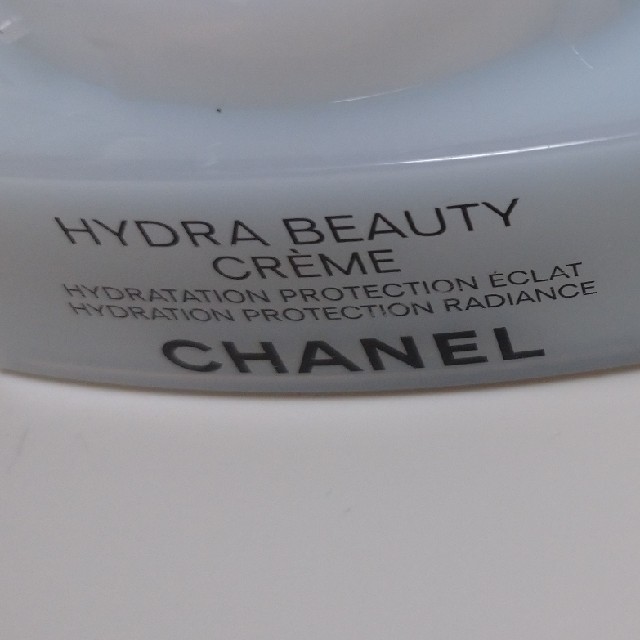 HYDRA BEAUTY
CRÈME
HYDRATATION PROTECTION ÉCLAT
HYDRATION PROTECTION RADIANCE
CHANEL